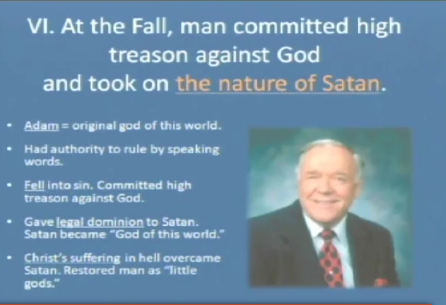 VI. At the Fall, man committed high
treason against God
and took on the nature of Satan.
• Adam = original god of this world.
• Had authority to rule by speaking
words.
• Fell into sin. Committed high
treason against God.
• Gave legal dominion to Satan.
Satan became “God of this world.”
• Christ’s suffering in hell overcame
Satan. Restored man as “little
gods.”